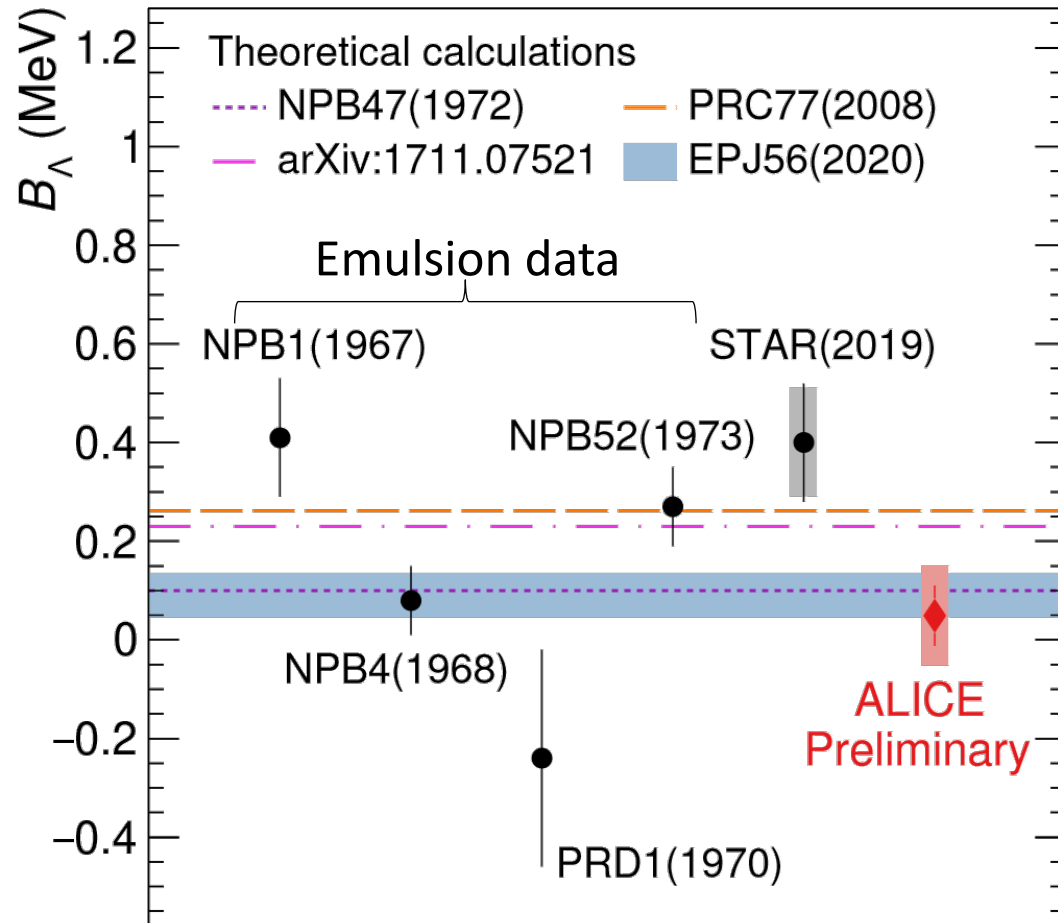 B_Λ (MeV)
1.2
1
0.8
0.6
0.4
0.2
0
−0.2
−0.4
Theoretical calculations
NPB47(1972)
PRC77(2008)
arXiv:1711.07521
EPJ56(2020)
Emulsion data
NPB1(1967)
STAR(2019)
NPB52(1973)
NPB4(1968)
ALICE
Preliminary
PRD1(1970)